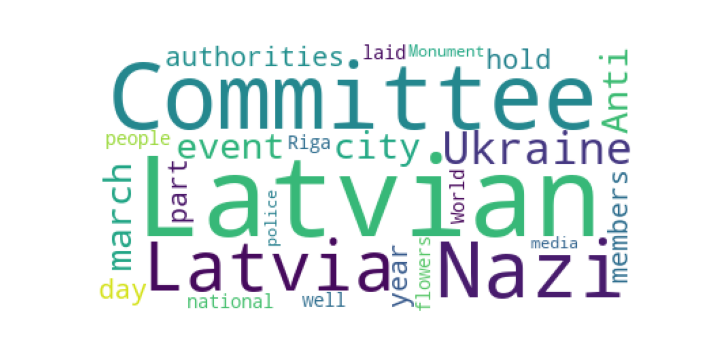 authorities laid Monument hold
Committee Anti
people event Riga city Ukraine
march part Latvian World members
police
Latvia year flowers Nazi media
day national well